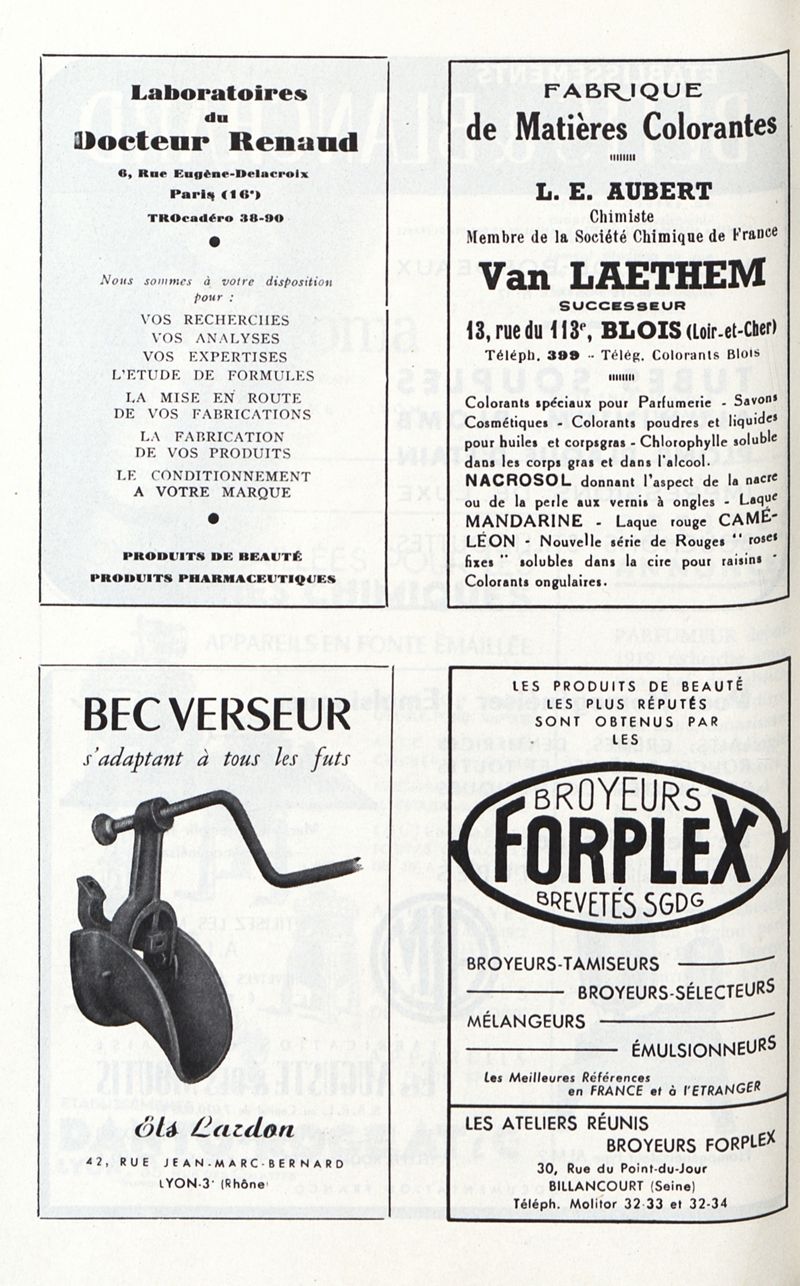 Laboratoires
du
Docteur Renaud
6, Rue Eugène-Delacroix
Paris (16ᵉ)
TROcadéro 38-90
Nous sommes à votre disposition
pour :
VOS RECHERCHES
VOS ANALYSES
VOS EXPERTISES
L'ETUDE DE FORMULES
LA MISE EN ROUTE
DE VOS FABRICATIONS
LA FABRICATION
DE VOS PRODUITS
LE CONDITIONNEMENT
A VOTRE MARQUE
PRODUITS DE BEAUTÉ
PRODUITS PHARMACEUTIQUES
FABRIQUE
de Matières Colorantes
L. E. AUBERT
Chimiste
Membre de la Société Chimique de France
Van LAETHEM
SUCCESSEUR
13, rue du 113ᵉ, BLOIS (Loir-et-Cher)
Téléph. 399 -- Télég. Colorants Blois
Colorants spéciaux pour Parfumerie - Savons
Cosmétiques - Colorants poudres et liquides
pour huiles et corpsgras - Chlorophylle soluble
dans les corps gras et dans l'alcool.
NACROSOL donnant l'aspect de la nacre
ou de la perle aux vernis à ongles - Laque
MANDARINE - Laque rouge CAMÉ-
LÉON - Nouvelle série de Rouges " roses
fixes " solubles dans la cire pour raisins -
Colorants ongulaires.
BEC VERSEUR
s'adaptant à tous les futs
Ets Lardon
42, RUE JEAN-MARC-BERNARD
LYON-3ᵉ (Rhône)
LES PRODUITS DE BEAUTÉ
LES PLUS RÉPUTÉS
SONT OBTENUS PAR
LES
BROYEURS
FORPLEX
BREVETÉS SGDG
BROYEURS-TAMISEURS
BROYEURS-SÉLECTEURS
MÉLANGEURS
ÉMULSIONNEURS
Les Meilleures Références
en FRANCE et à l'ETRANGER
LES ATELIERS RÉUNIS
BROYEURS FORPLEX
30, Rue du Point-du-Jour
BILLANCOURT (Seine)
Téléph. Molitor 32 33 et 32-34